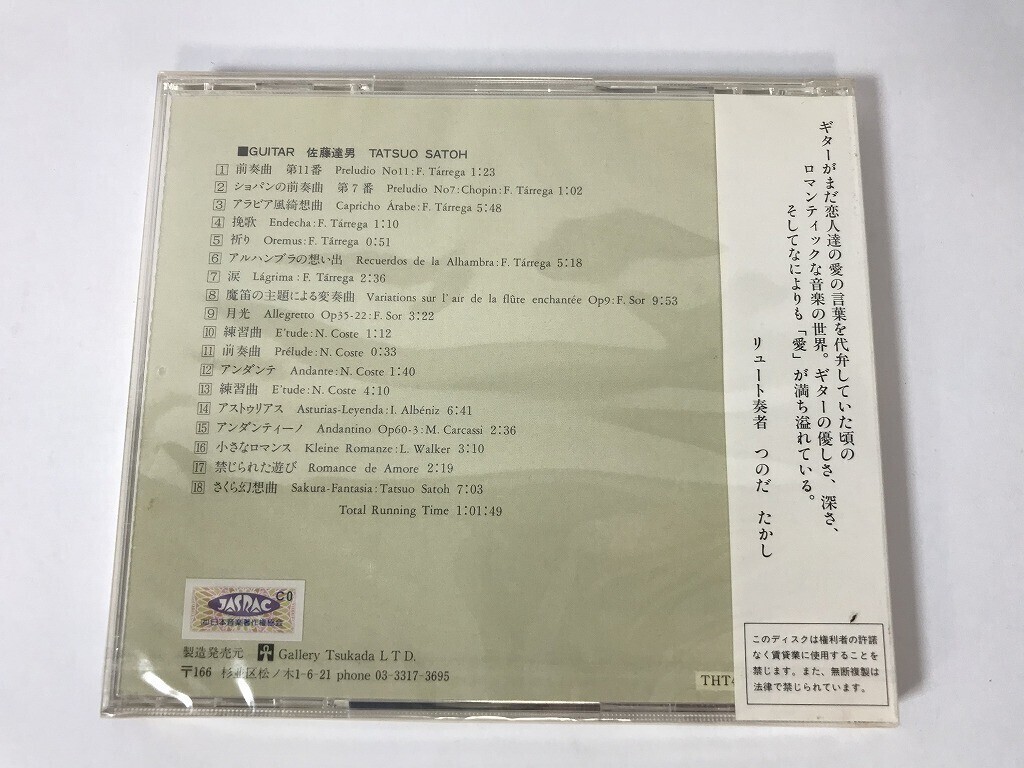 ■GUITAR 佐藤達男 TATSUO SATOH
1 前奏曲 第11番 Preludio No11:F. Tárrega 1:23
2 ショパンの前奏曲 第7番 Preludio No7:Chopin:F. Tárrega 1:02
3 アラビア風綺想曲 Capricho Árabe:F. Tárrega 5:48
4 挽歌 Endecha:F. Tárrega 1:10
5 祈り Oremus:F. Tárrega 0:51
6 アルハンブラの想い出 Recuerdos de la Alhambra:F. Tárrega 5:18
7 涙 Lágrima:F. Tárrega 2:36
8 魔笛の主題による変奏曲 Variations sur l'air de la flûte enchantée Op9:F. Sor 9:53
9 月光 Allegretto Op35-22:F. Sor 3:22
10 練習曲 E'tude:N. Coste 1:12
11 前奏曲 Prélude:N. Coste 0:33
12 アンダンテ Andante:N. Coste 1:40
13 練習曲 E'tude:N. Coste 4:10
14 アストゥリアス Asturias-Leyenda:I. Albéniz 6:41
15 アンダンティーノ Andantino Op60-3:M. Carcassi 2:36
16 小さなロマンス Kleine Romanze:L. Walker 3:10
17 禁じられた遊び Romance de Amore 2:19
18 さくら幻想曲 Sakura-Fantasia:Tatsuo Satoh 7:03
Total Running Time 1:01:49
JASRAC CO
日本音楽著作権協会
製造発売元 Gallery Tsukada LTD.
〒166 杉並区松ノ木1-6-21 phone 03-3317-3695
THT4
ギターがまだ恋人達の愛の言葉を代弁していた頃の
ロマンティックな音楽の世界。ギターの優しさ、深さ、
そしてなによりも「愛」が満ち溢れている。
リュート奏者 つのだ たかし
このディスクは権利者の許諾
なく賃貸業に使用することを
禁じます。また、無断複製は
法律で禁じられています。